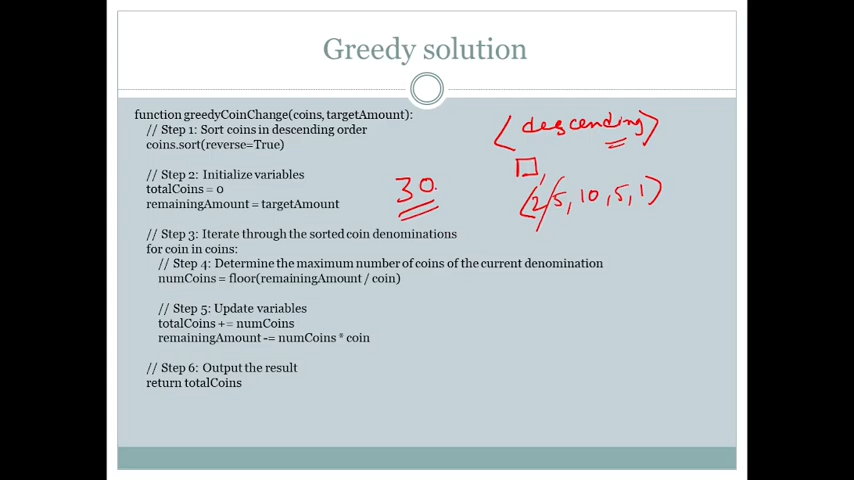 Greedy solution
function greedyCoinChange(coins, targetAmount):
// Step 1: Sort coins in descending order
coins.sort(reverse=True)
// Step 2: Initialize variables
totalCoins = 0
remainingAmount = targetAmount
// Step 3: Iterate through the sorted coin denominations
for coin in coins:
// Step 4: Determine the maximum number of coins of the current denomination
numCoins = floor(remainingAmount / coin)
// Step 5: Update variables
totalCoins += numCoins
remainingAmount -= numCoins * coin
// Step 6: Output the result
return totalCoins
descending
30
(25, 10, 5, 1)